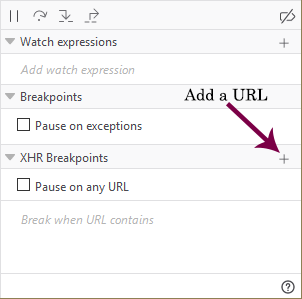 Watch expressions
Add watch expression
Breakpoints
Add a URL
Pause on exceptions
XHR Breakpoints
Pause on any URL
Break when URL contains